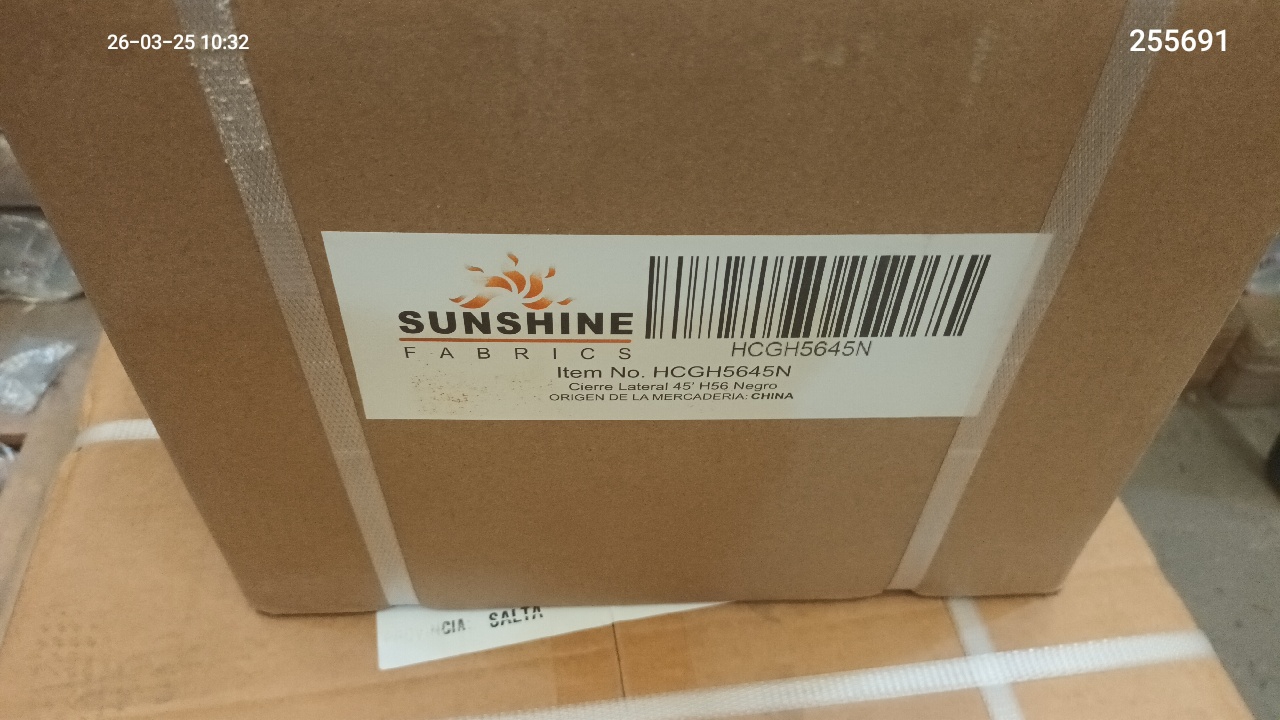 26-03-25 10:32
255691
SUNSHINE
FABRICS
HCGH5645N
Item No. HCGH5645N
Cierre Lateral 45' H56 Negro
ORIGEN DE LA MERCADERIA: CHINA
SALTA